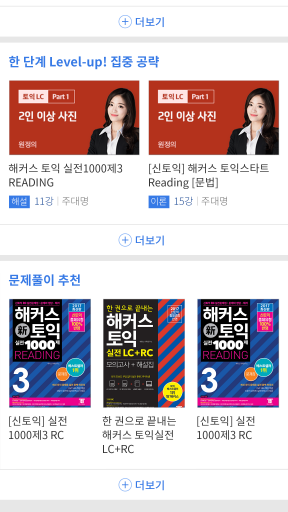 더보기
한 단계 Level-up! 집중 공략
토익 LC Part 1
2인 이상 사진
원정의
토익 LC Part 1
2인 이상 사진
원정의
해커스 토익 실전1000제3 READING
[신토익] 해커스 토익스타트 Reading [문법]
해설 11강 주대명
이론 15강 주대명
더보기
문제풀이 추천
해커스
新토익
실전1000제
READING
3
한 권으로 끝내는
해커스
토익
실전 LC+RC
모의고사 + 해설집
해커스
新토익
실전1000제
READING
3
[신토익] 실전
1000제3 RC
한 권으로 끝내는
해커스 토익실전
LC+RC
[신토익] 실전
1000제3 RC
더보기